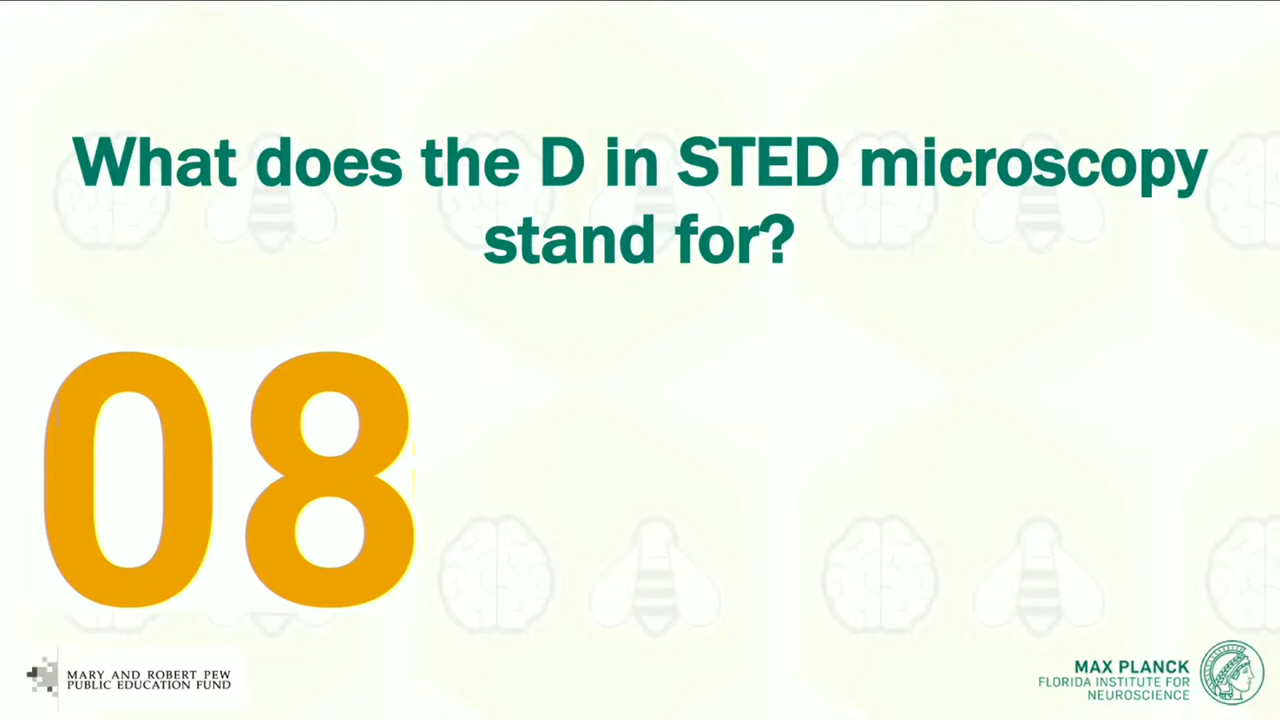 What does the D in STED microscopy
stand for?
08
MARY AND ROBERT PEW
PUBLIC EDUCATION FUND
MAX PLANCK
FLORIDA INSTITUTE FOR
NEUROSCIENCE